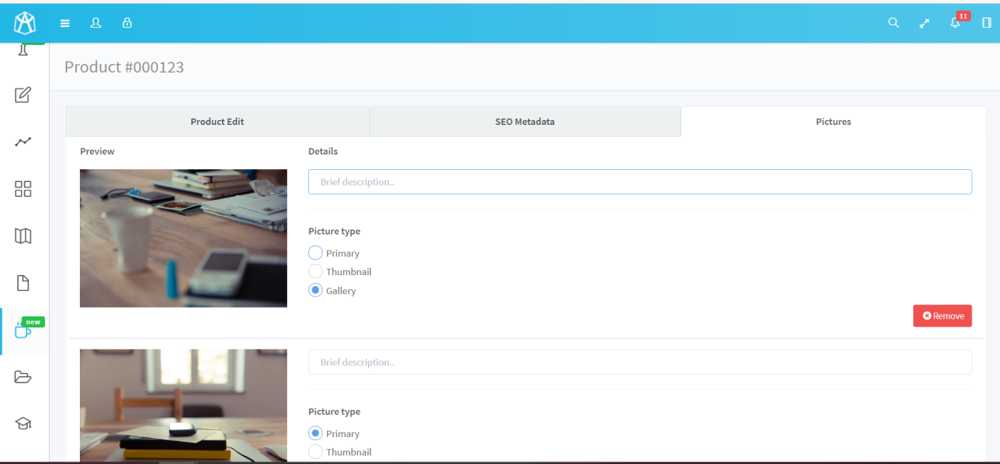 11
Product #000123
Product Edit
SEO Metadata
Pictures
Preview
Details
Brief description..
Picture type
Primary
Thumbnail
Gallery
new
Remove
Brief description..
Picture type
Primary
Thumbnail